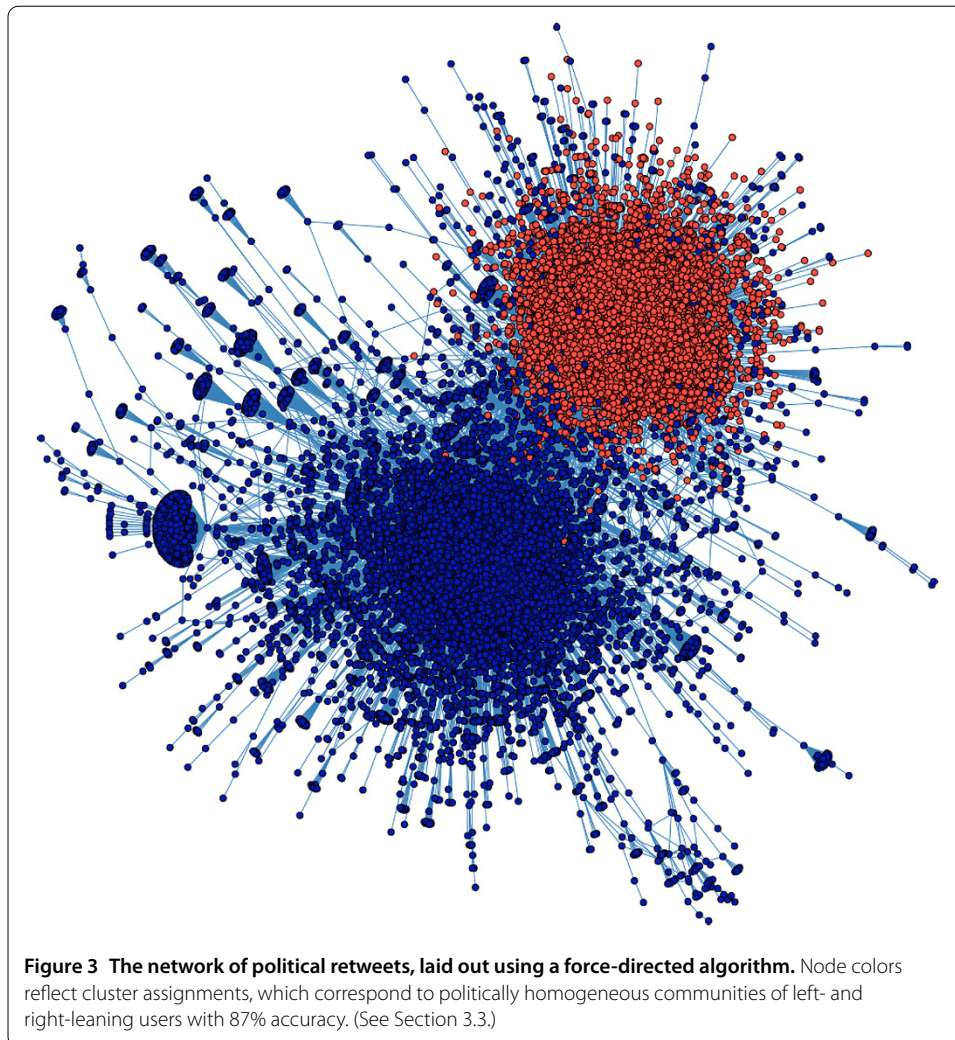 Figure 3 The network of political retweets, laid out using a force-directed algorithm. Node colors
reflect cluster assignments, which correspond to politically homogeneous communities of left- and
right-leaning users with 87% accuracy. (See Section 3.3.)